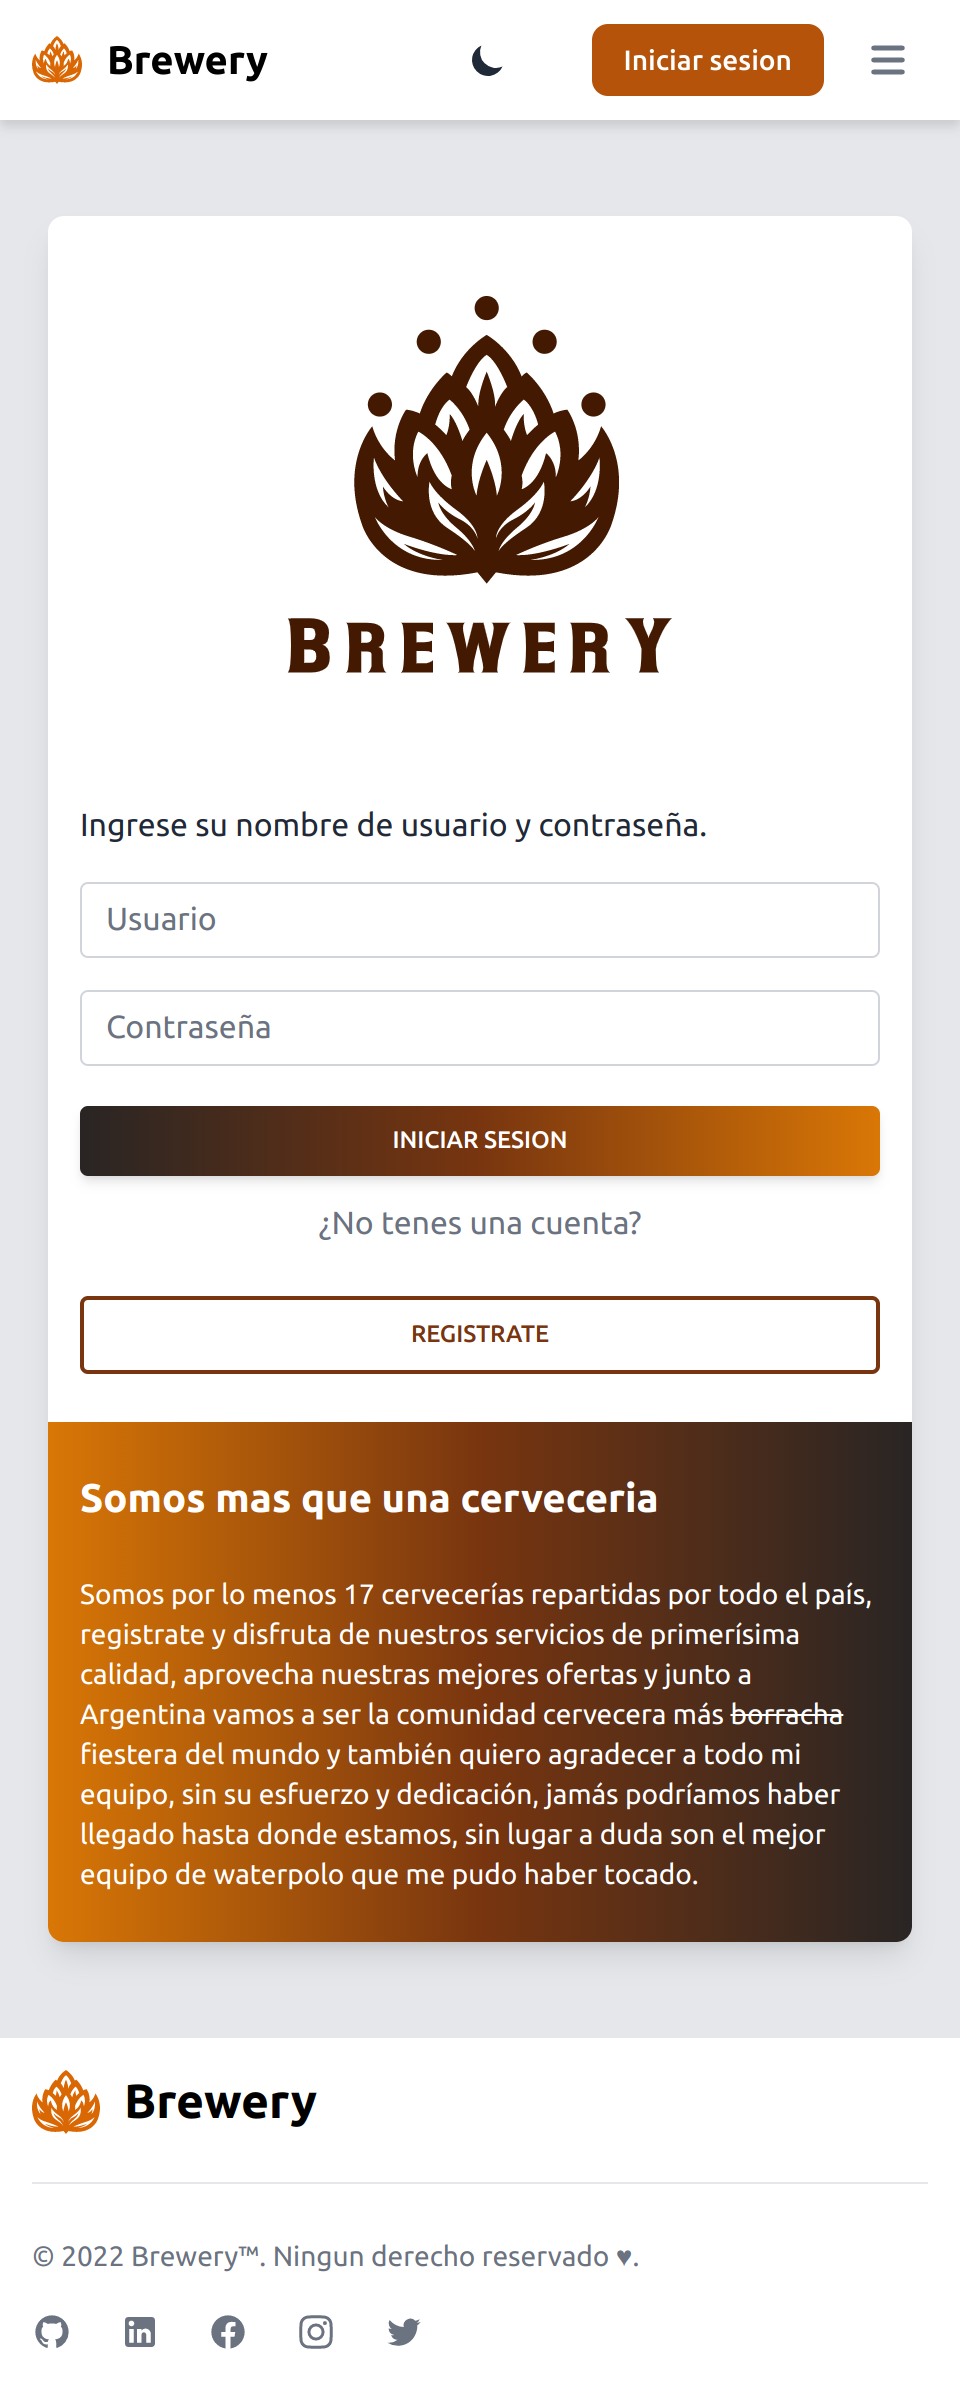 Brewery
Iniciar sesion
BREWERY
Ingrese su nombre de usuario y contraseña.
Usuario
Contraseña
INICIAR SESION
¿No tenes una cuenta?
REGISTRATE
Somos mas que una cerveceria
Somos por lo menos 17 cervecerías repartidas por todo el país,
registrate y disfruta de nuestros servicios de primerísima
calidad, aprovecha nuestras mejores ofertas y junto a
Argentina vamos a ser la comunidad cervecera más borracha
fiestera del mundo y también quiero agradecer a todo mi
equipo, sin su esfuerzo y dedicación, jamás podríamos haber
llegado hasta donde estamos, sin lugar a duda son el mejor
equipo de waterpolo que me pudo haber tocado.
Brewery
© 2022 Brewery™. Ningun derecho reservado ♥.